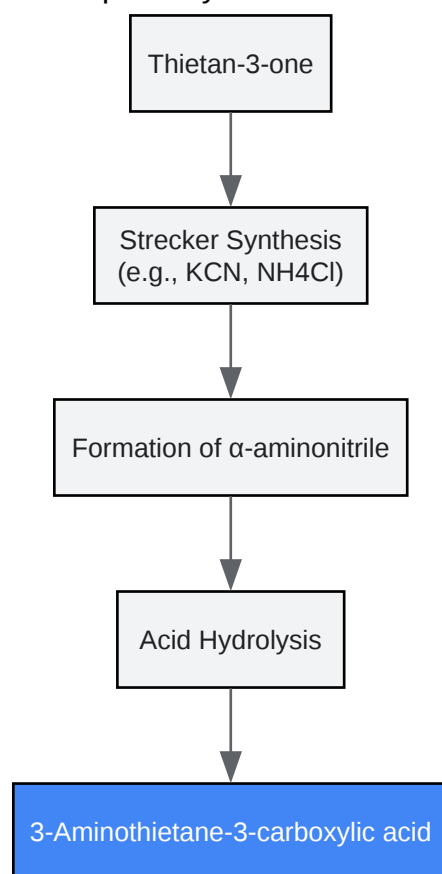 Thietan-3-one
Strecker Synthesis
(e.g., KCN, NH4Cl)
Formation of α-aminonitrile
Acid Hydrolysis
3-Aminothietane-3-carboxylic acid